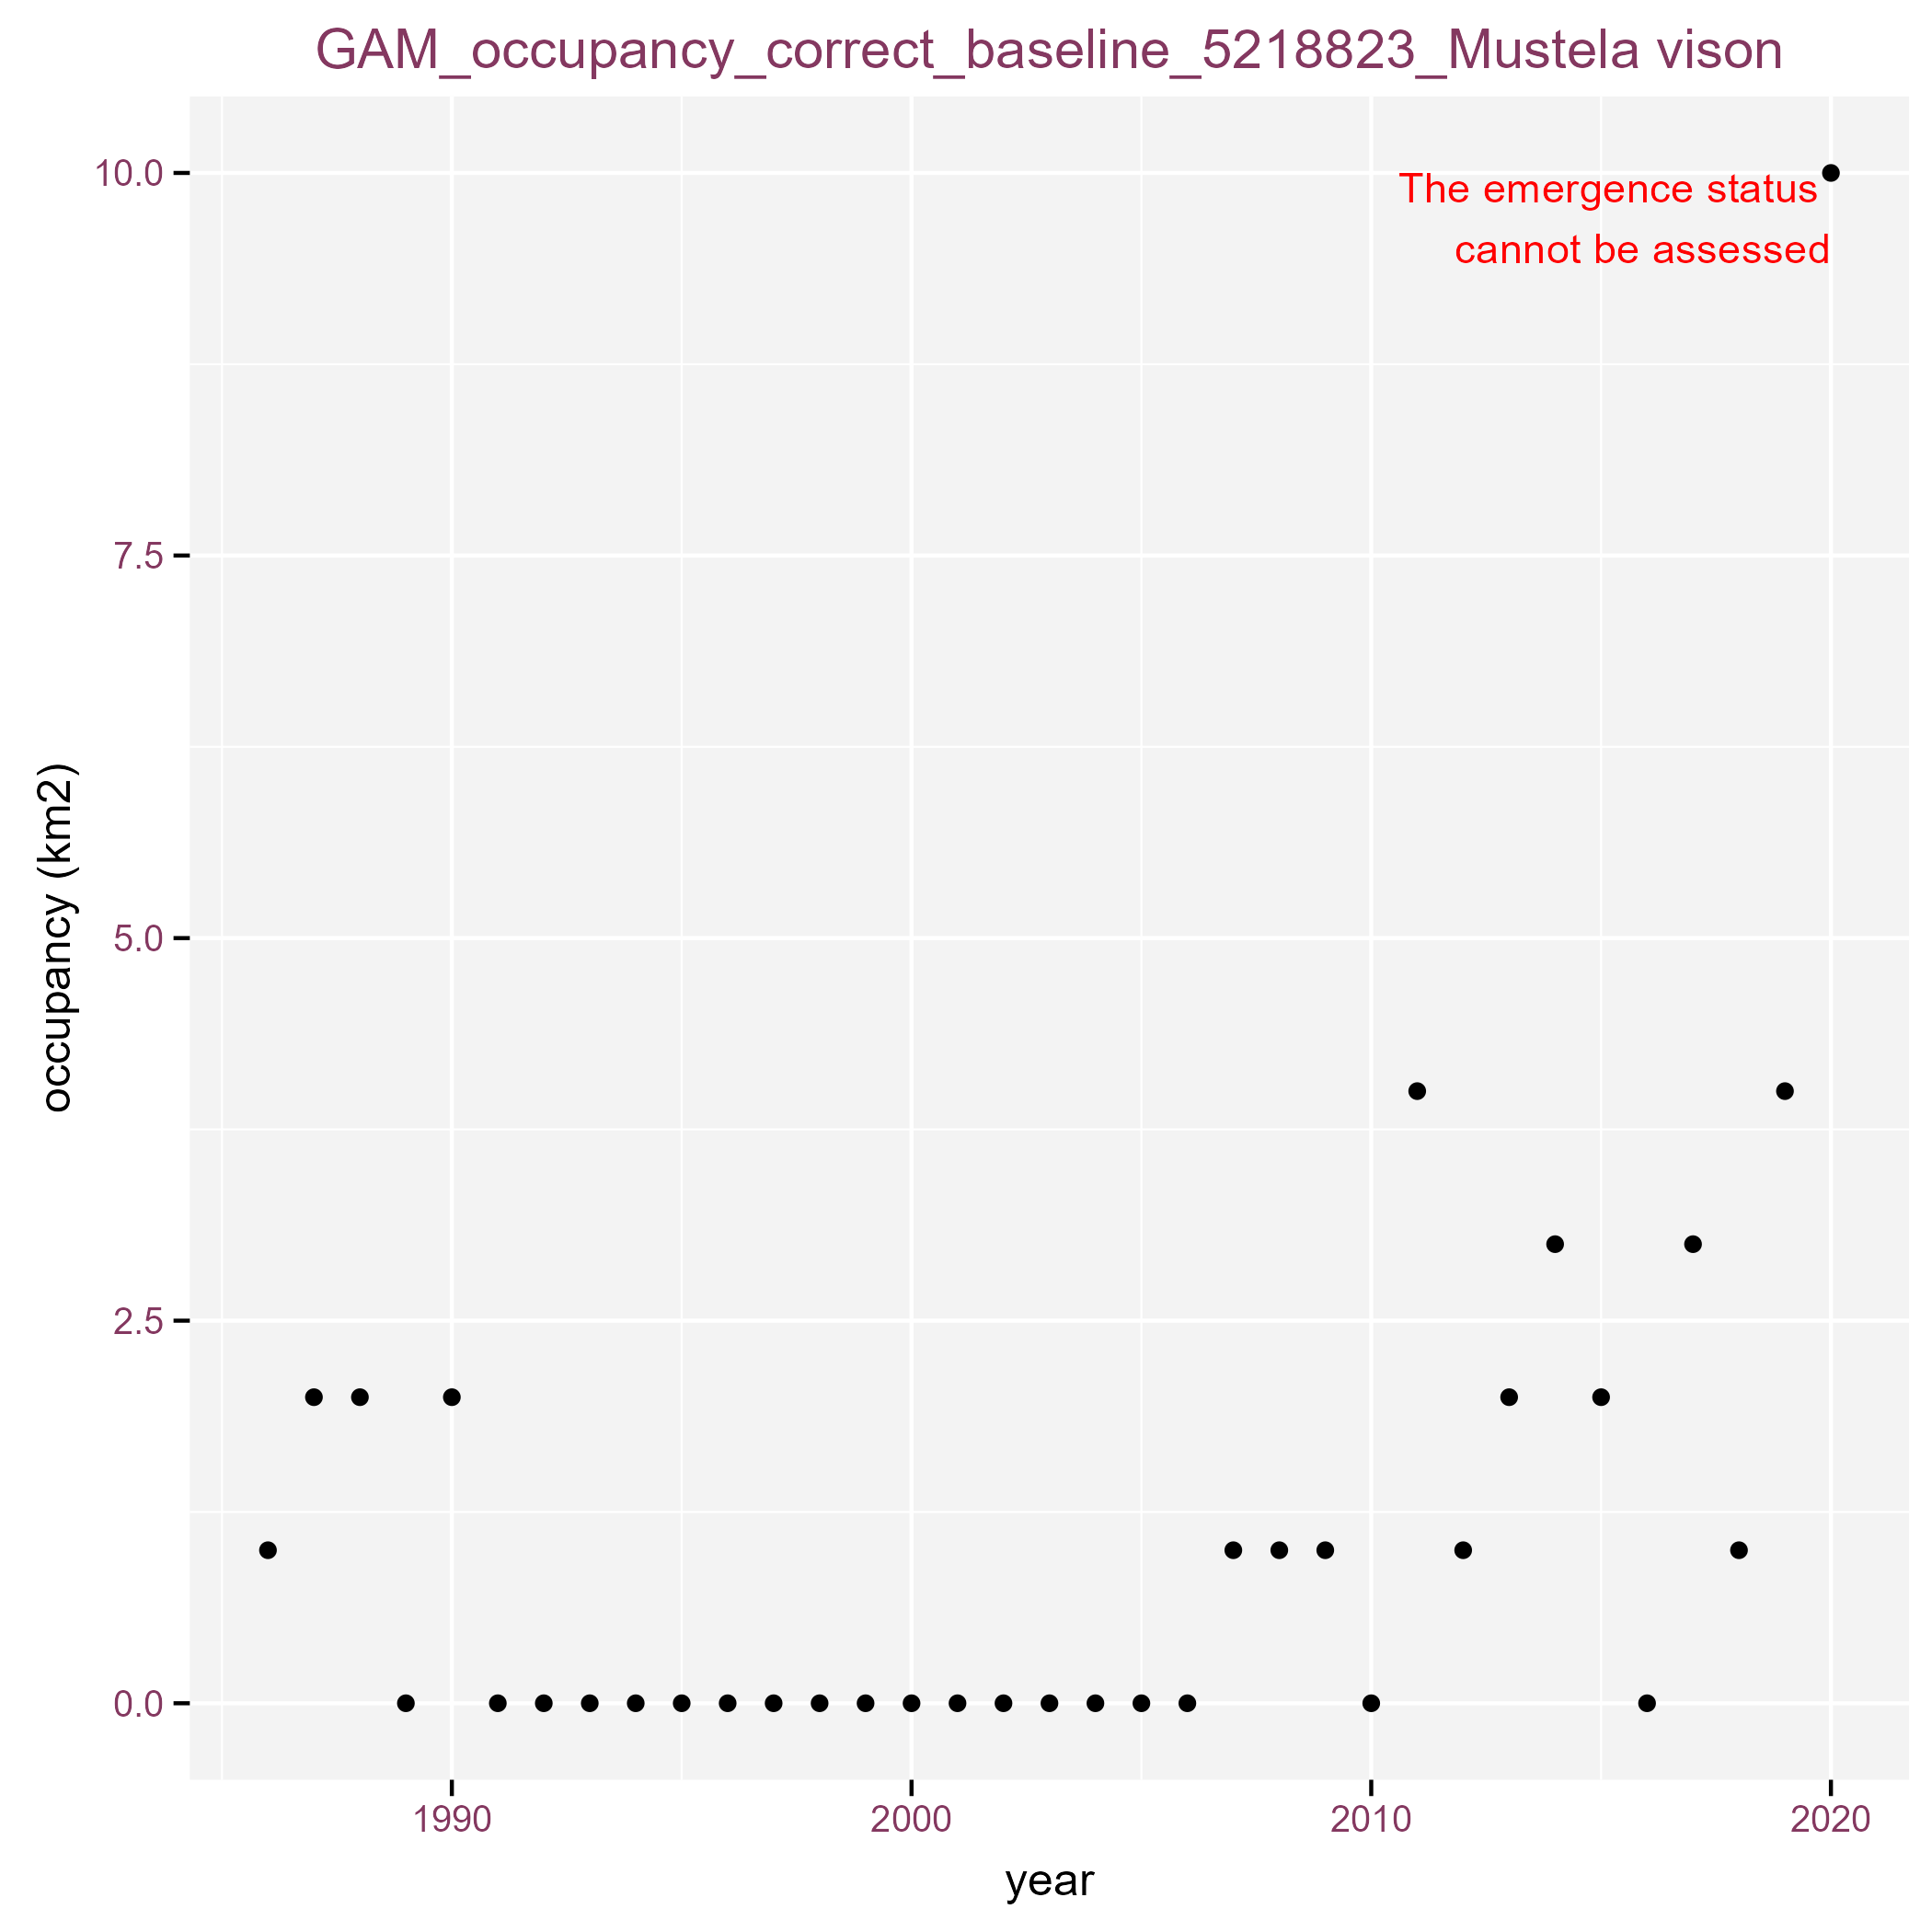 GAM_occupancy_correct_baseline_5218823_Mustela vison
10.0
The emergence status
cannot be assessed
7.5
5.0
2.5
0.0
occupancy (km2)
1990 2000 2010 2020
year